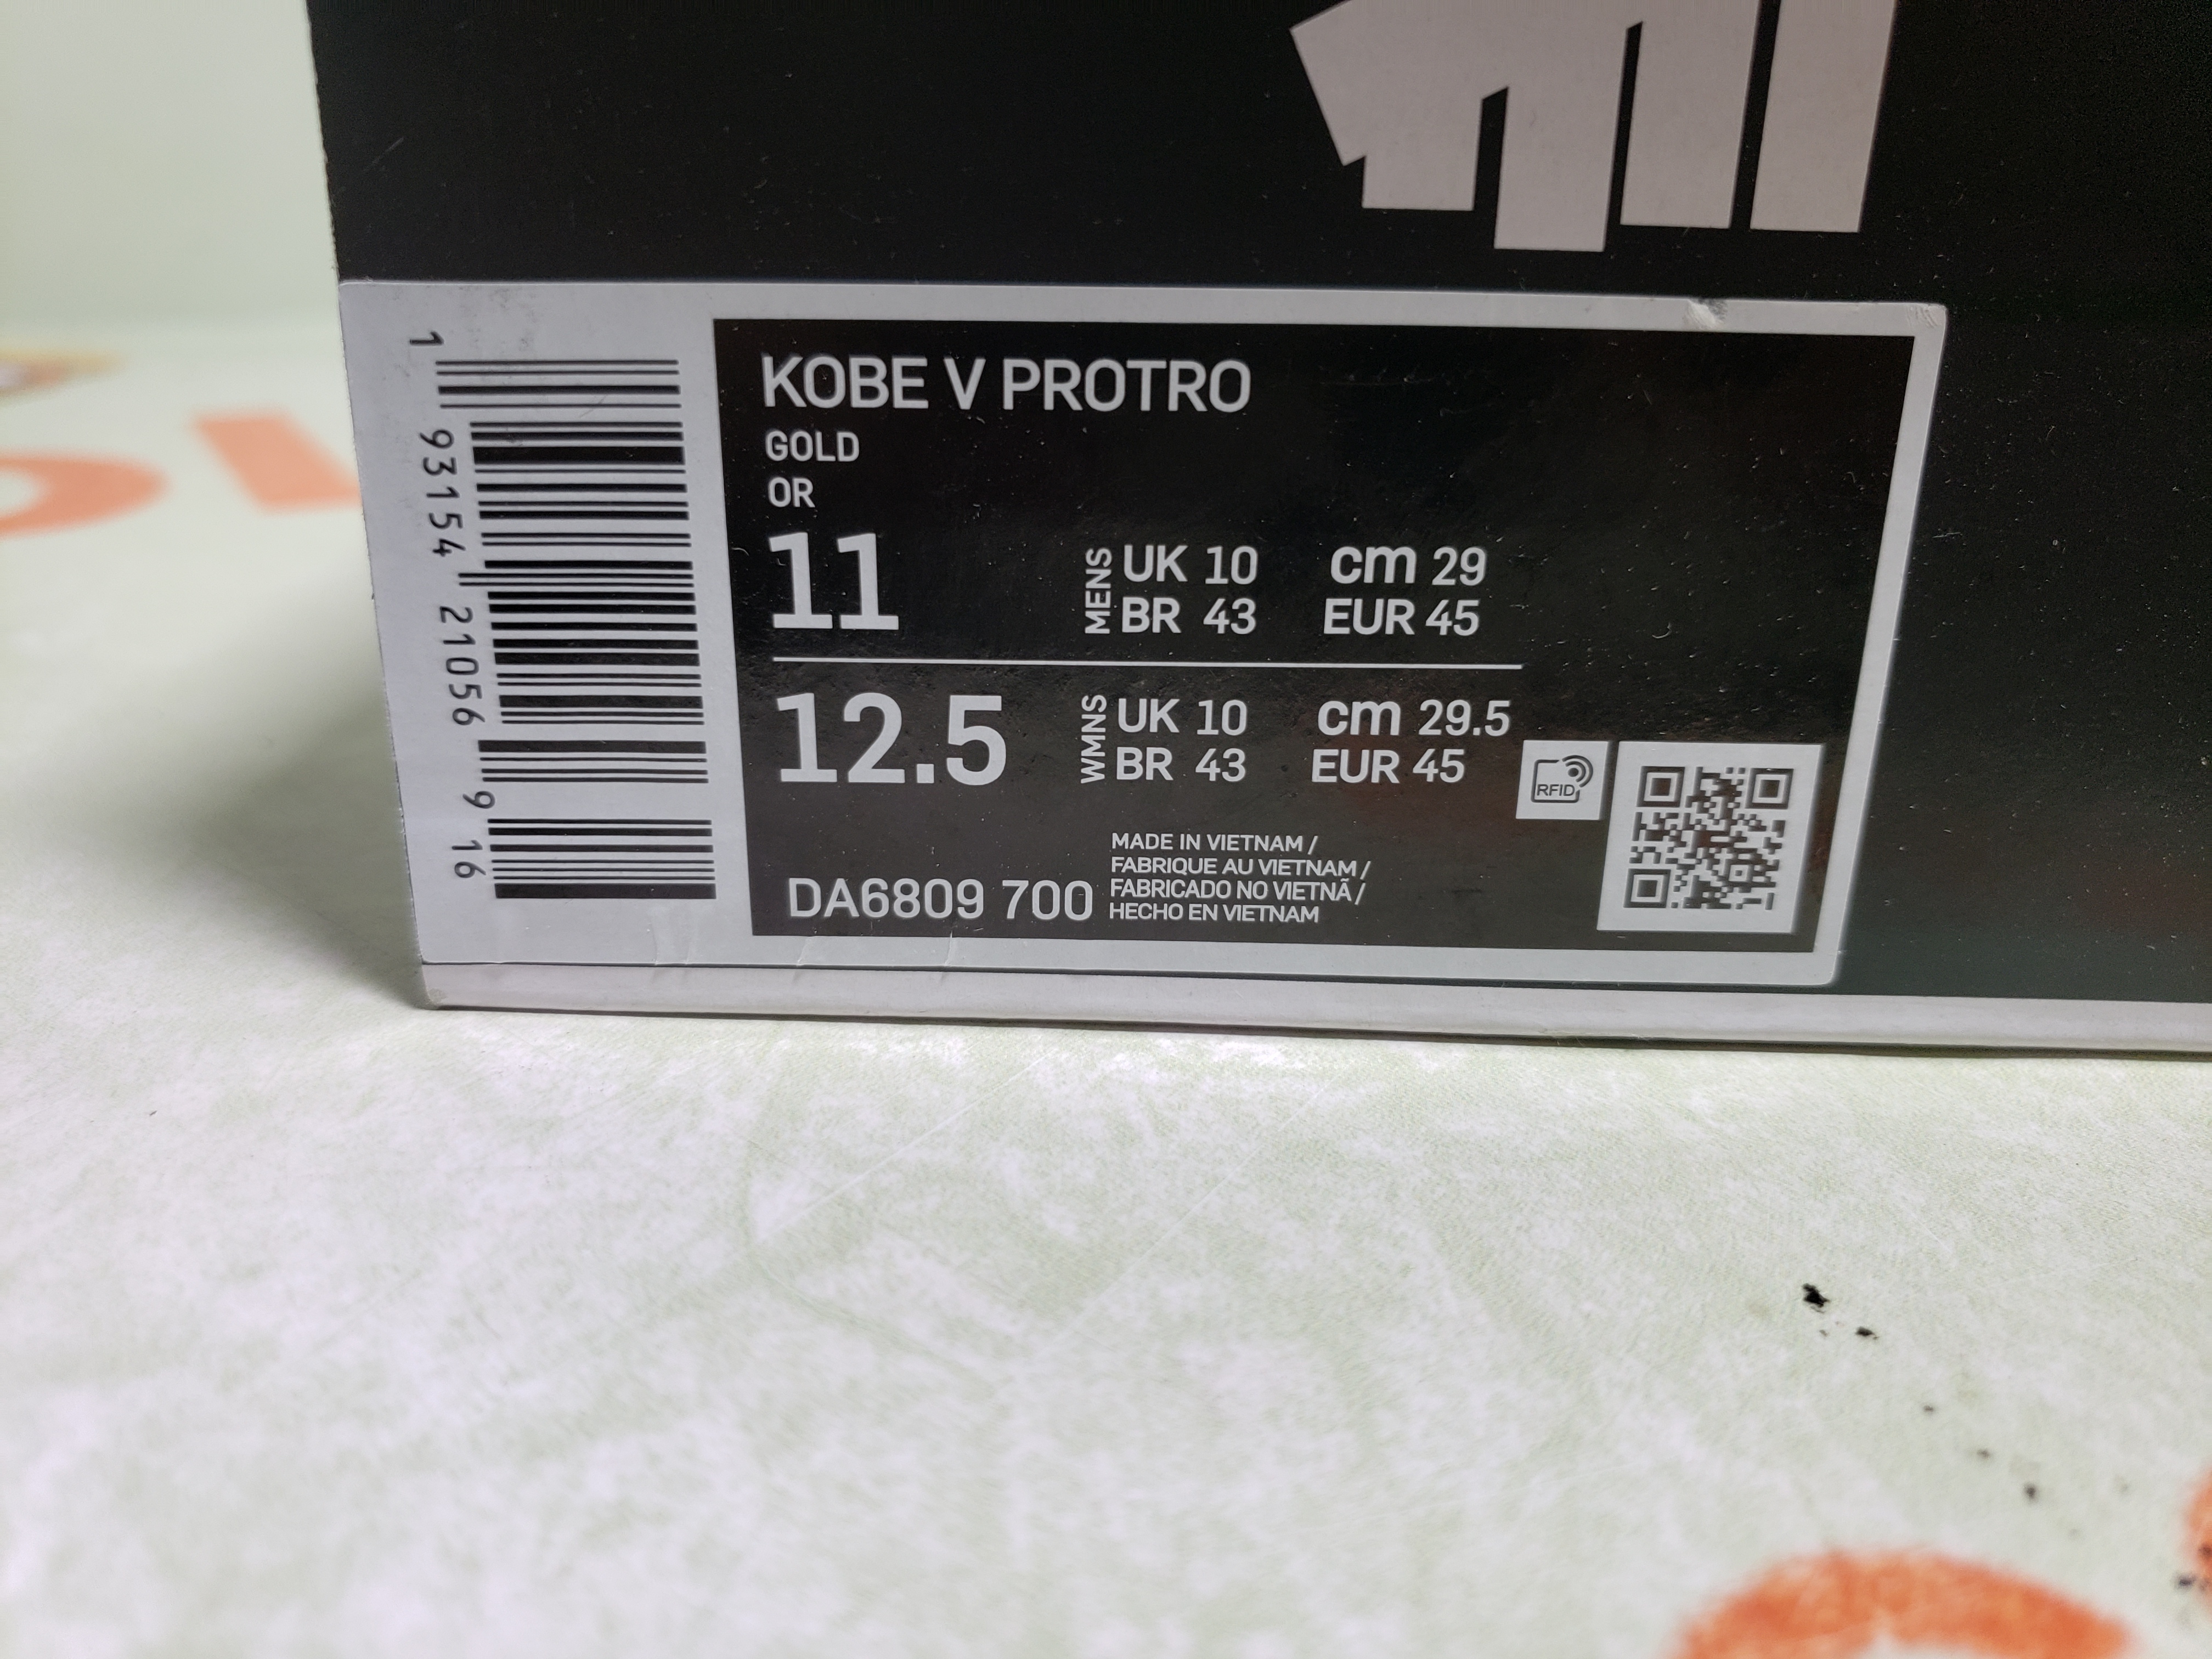 KOBE V PROTRO
GOLD
OR
11 MENS UK 10 cm 29
BR 43 EUR 45
12.5 WMNS UK 10 cm 29.5
BR 43 EUR 45
RFID
MADE IN VIETNAM /
FABRIQUE AU VIETNAM /
FABRICADO NO VIETNÃ /
HECHO EN VIETNAM
DA6809 700
1 93154 21056 9 16